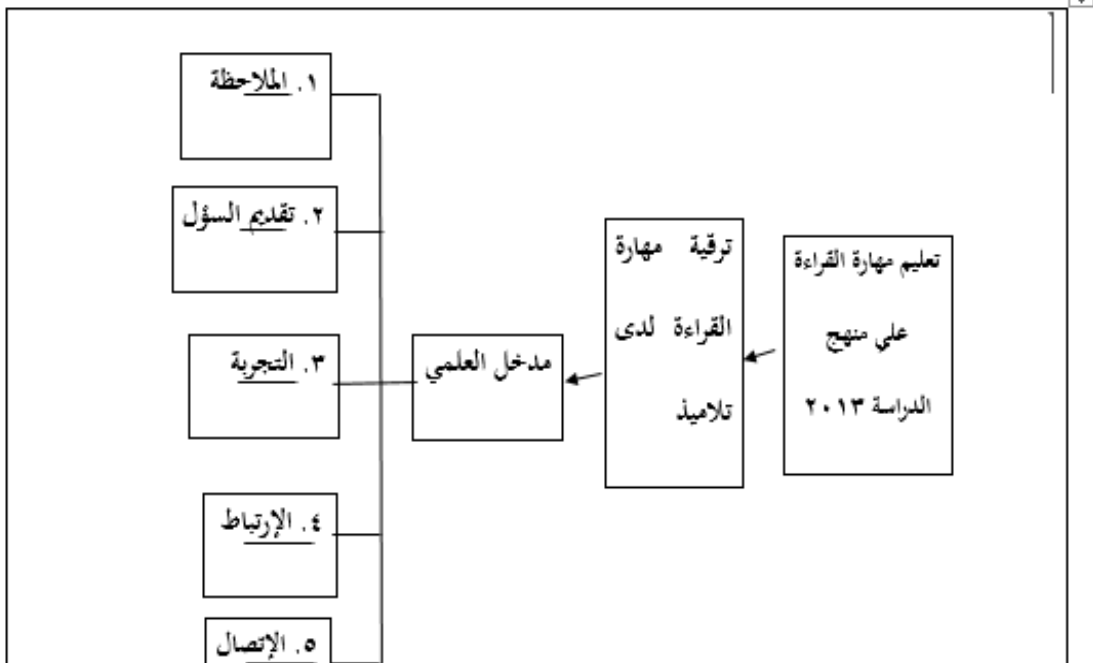 تعليم مهارة القراءة
علي منهج
الدراسة ٢٠١٣
ترقية مهارة
القراءة لدى
تلاميذ
مدخل العلمي
١. الملاحظة
٢. تقديم السؤل
٣. التجربة
٤. الإرتباط
٥. الإتصال